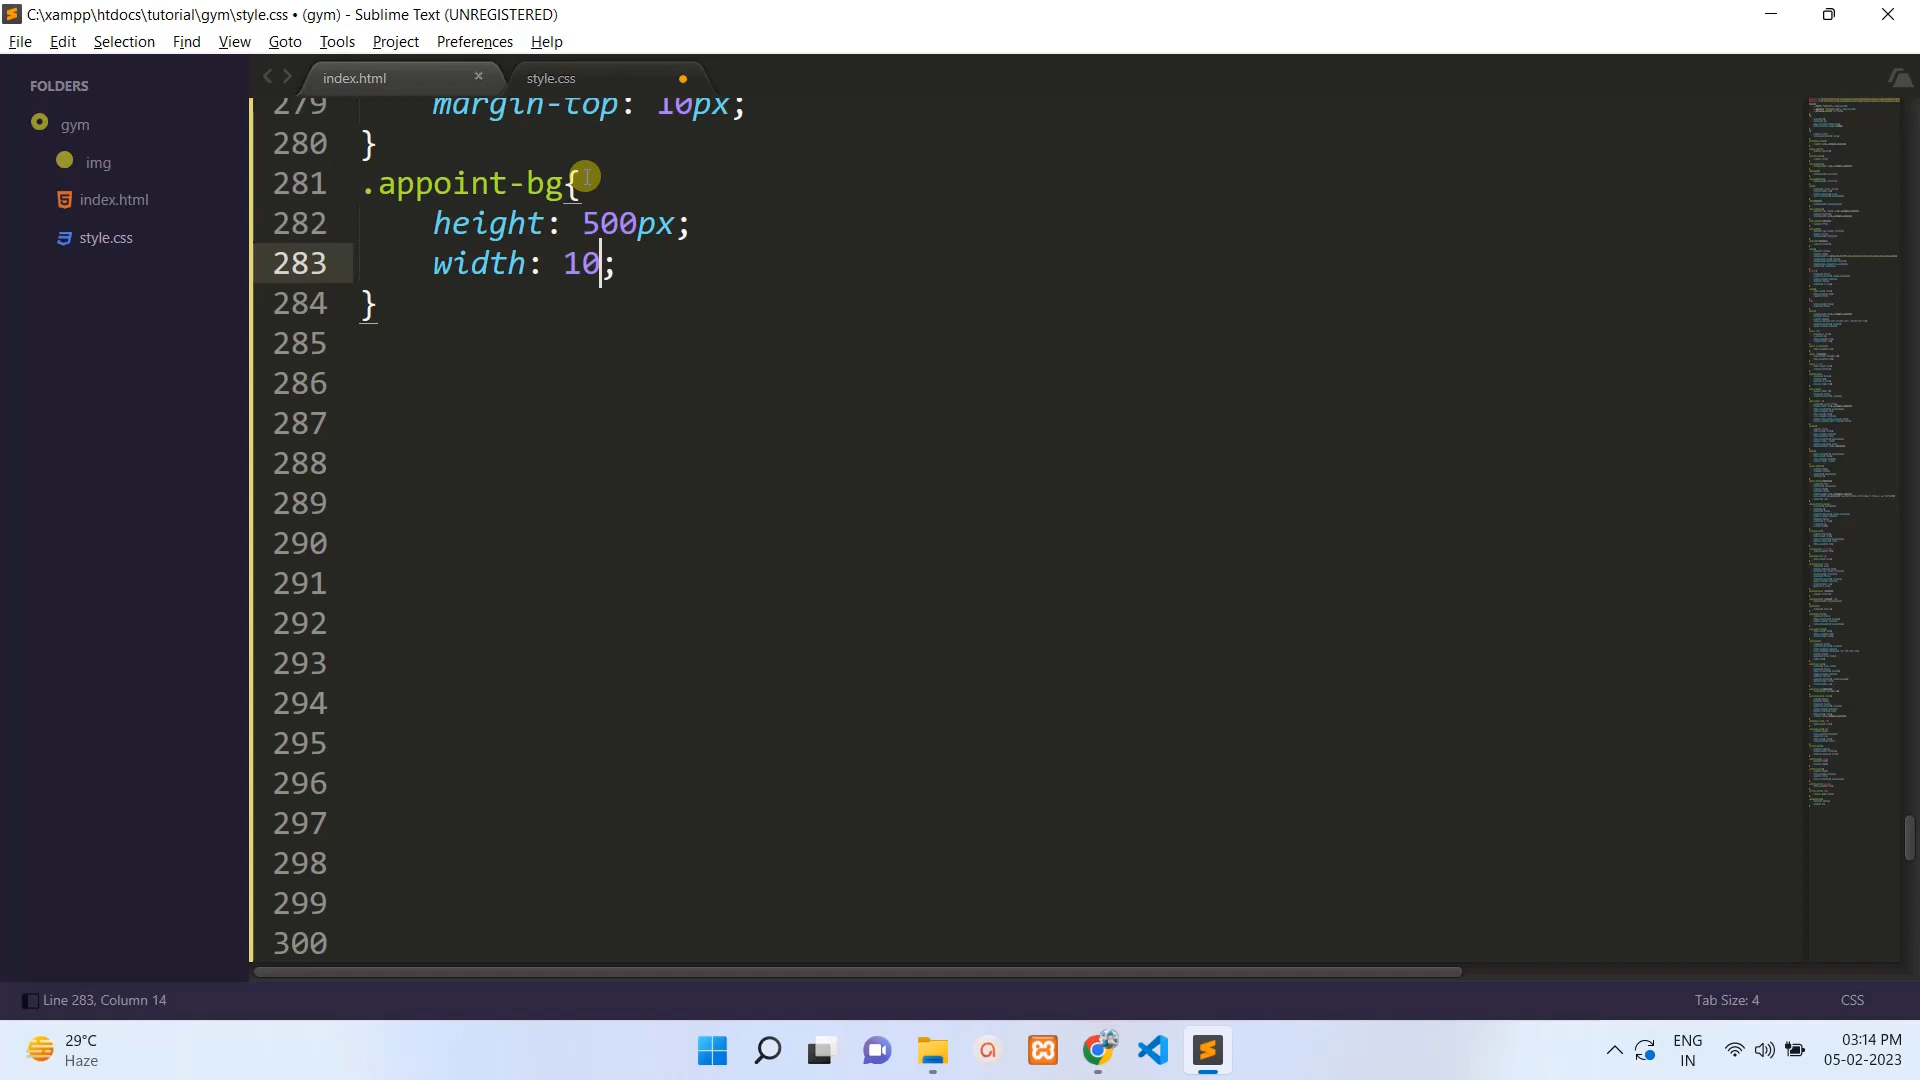 C:\xampp\htdocs\tutorial\gym\style.css • (gym) - Sublime Text (UNREGISTERED)
File Edit Selection Find View Goto Tools Project Preferences Help
FOLDERS
gym
img
index.html
style.css
index.html × style.css
279 margin-top: 10px;
280 }
281 .appoint-bg{
282 height: 500px;
283 width: 10;
284 }
285
286
287
288
289
290
291
292
293
294
295
296
297
298
299
300
Line 283, Column 14
Tab Size: 4
CSS
29°C
Haze
ENG
IN
03:14 PM
05-02-2023